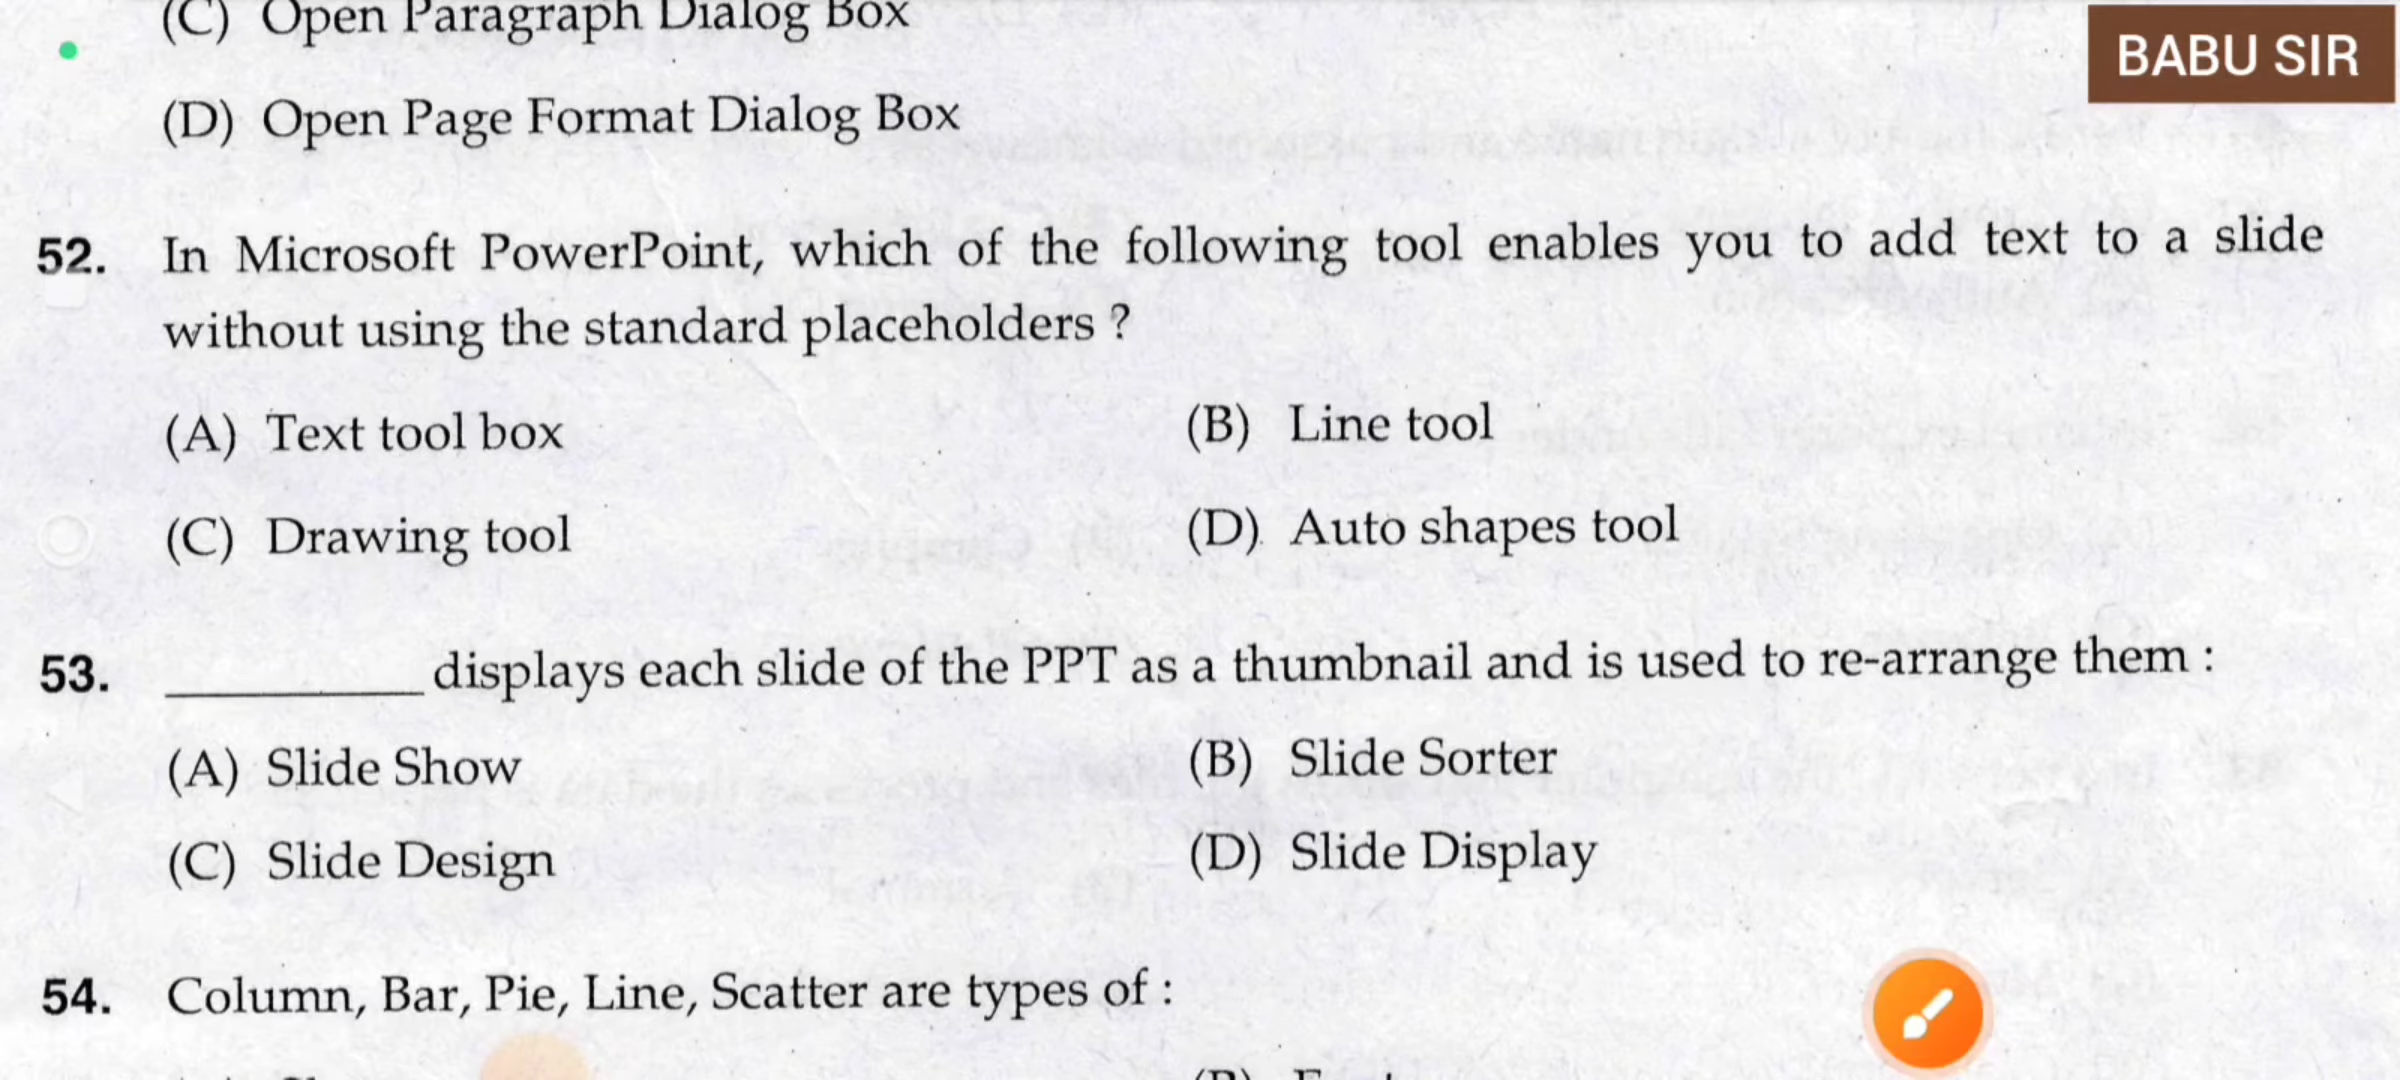 (C) Open Paragraph Dialog Box
BABU SIR
(D) Open Page Format Dialog Box
52. In Microsoft PowerPoint, which of the following tool enables you to add text to a slide
without using the standard placeholders ?
(A) Text tool box (B) Line tool
(C) Drawing tool (D) Auto shapes tool
53. __________ displays each slide of the PPT as a thumbnail and is used to re-arrange them :
(A) Slide Show (B) Slide Sorter
(C) Slide Design (D) Slide Display
54. Column, Bar, Pie, Line, Scatter are types of :